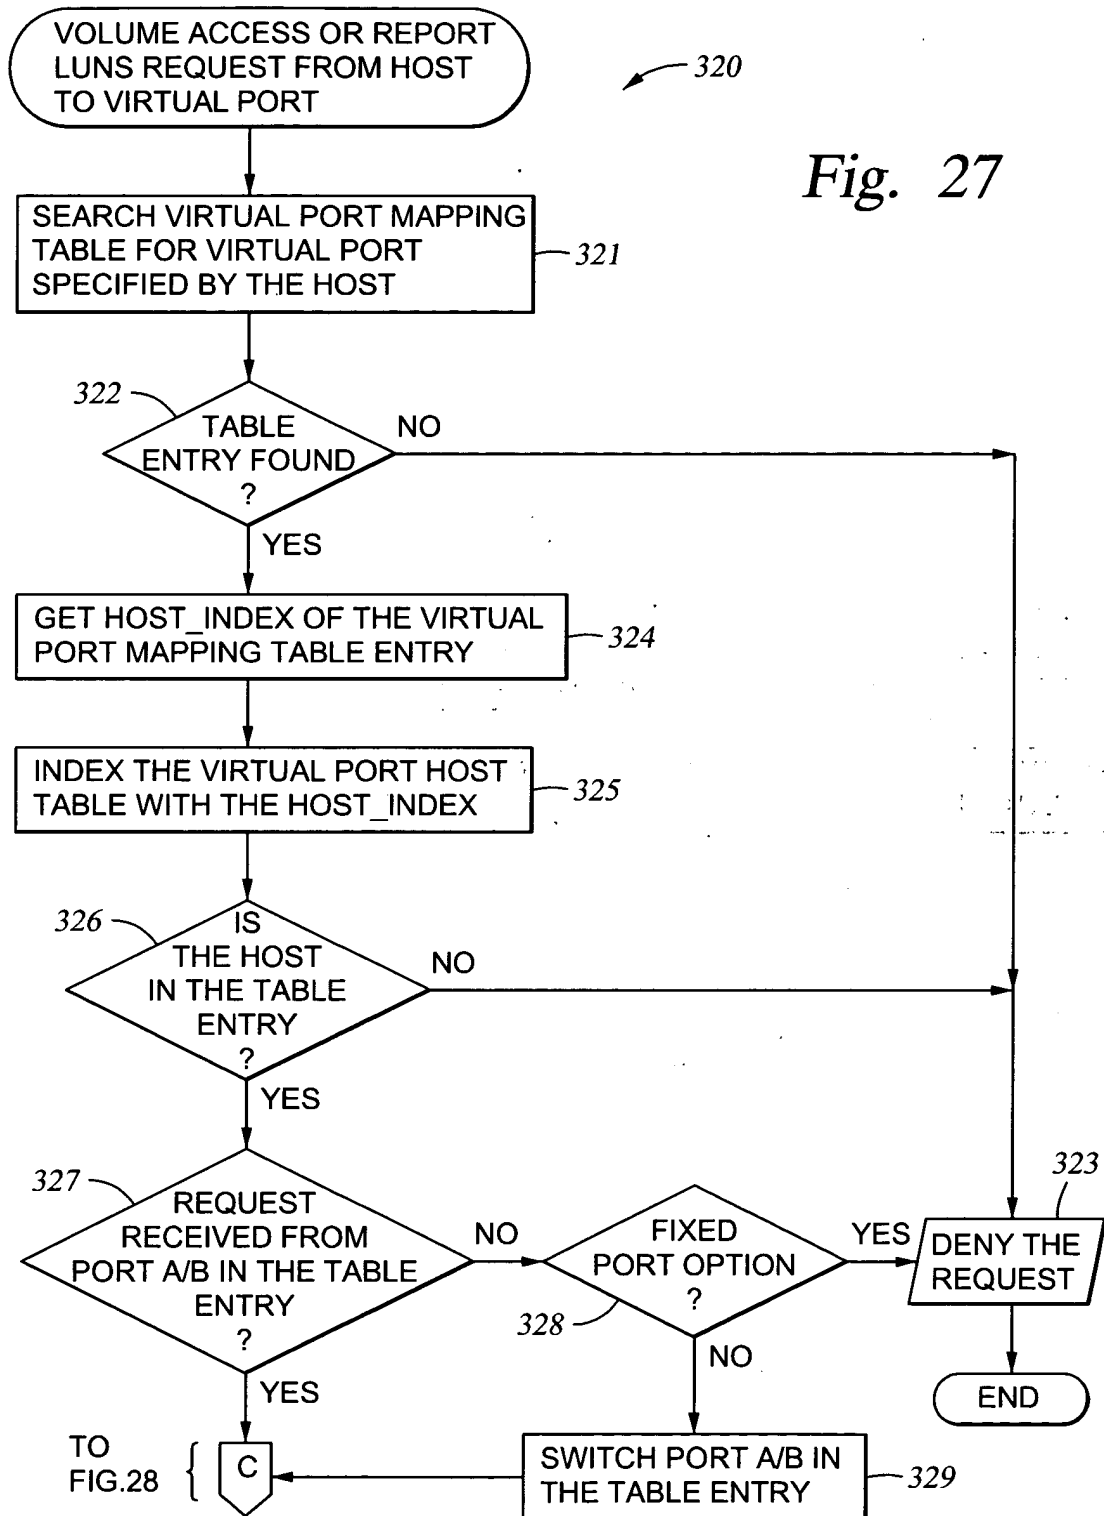 VOLUME ACCESS OR REPORT
LUNS REQUEST FROM HOST
TO VIRTUAL PORT
320
Fig. 27
SEARCH VIRTUAL PORT MAPPING
TABLE FOR VIRTUAL PORT
SPECIFIED BY THE HOST
321
322
TABLE
ENTRY FOUND
?
NO
YES
GET HOST_INDEX OF THE VIRTUAL
PORT MAPPING TABLE ENTRY
324
INDEX THE VIRTUAL PORT HOST
TABLE WITH THE HOST_INDEX
325
326
IS
THE HOST
IN THE TABLE
ENTRY
?
NO
YES
327
REQUEST
RECEIVED FROM
PORT A/B IN THE TABLE
ENTRY
?
NO
YES
FIXED
PORT OPTION
?
328
YES
NO
323
DENY THE
REQUEST
END
TO
FIG.28
C
SWITCH PORT A/B IN
THE TABLE ENTRY
329